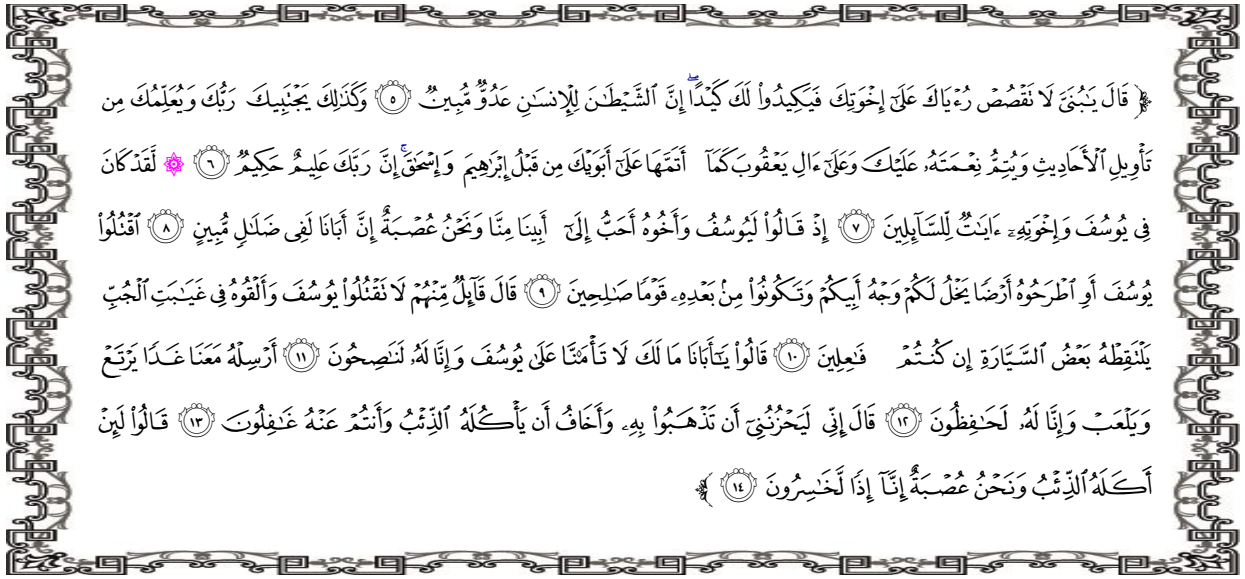 ﴿ قَالَ يَـٰبُنَىَّ لَا تَقْصُصْ رُءْيَاكَ عَلَىٰٓ إِخْوَتِكَ فَيَكِيدُوا۟ لَكَ كَيْدًا ۖ إِنَّ ٱلشَّيْطَـٰنَ لِلْإِنسَـٰنِ عَدُوٌّ مُّبِينٌ ﴿٥﴾ وَكَذَٰلِكَ يَجْتَبِيكَ رَبُّكَ وَيُعَلِّمُكَ مِن
تَأْوِيلِ ٱلْأَحَادِيثِ وَيُتِمُّ نِعْمَتَهُۥ عَلَيْكَ وَعَلَىٰٓ ءَالِ يَعْقُوبَ كَمَآ أَتَمَّهَا عَلَىٰٓ أَبَوَيْكَ مِن قَبْلُ إِبْرَٰهِيمَ وَإِسْحَـٰقَ ۚ إِنَّ رَبَّكَ عَلِيمٌ حَكِيمٌ ﴿٦﴾ ۞ لَّقَدْ كَانَ
فِى يُوسُفَ وَإِخْوَتِهِۦٓ ءَايَـٰتٌ لِّلسَّآئِلِينَ ﴿٧﴾ إِذْ قَالُوا۟ لَيُوسُفُ وَأَخُوهُ أَحَبُّ إِلَىٰٓ أَبِينَا مِنَّا وَنَحْنُ عُصْبَةٌ إِنَّ أَبَانَا لَفِى ضَلَـٰلٍ مُّبِينٍ ﴿٨﴾ ٱقْتُلُوا۟
يُوسُفَ أَوِ ٱطْرَحُوهُ أَرْضًا يَخْلُ لَكُمْ وَجْهُ أَبِيكُمْ وَتَكُونُوا۟ مِنۢ بَعْدِهِۦ قَوْمًا صَـٰلِحِينَ ﴿٩﴾ قَالَ قَآئِلٌ مِّنْهُمْ لَا تَقْتُلُوا۟ يُوسُفَ وَأَلْقُوهُ فِى غَيَـٰبَتِ ٱلْجُبِّ
يَلْتَقِطْهُ بَعْضُ ٱلسَّيَّارَةِ إِن كُنتُمْ فَـٰعِلِينَ ﴿١٠﴾ قَالُوا۟ يَـٰٓأَبَانَا مَا لَكَ لَا تَأْمَ۫نَّا عَلَىٰ يُوسُفَ وَإِنَّا لَهُۥ لَنَـٰصِحُونَ ﴿١١﴾ أَرْسِلْهُ مَعَنَا غَدًا يَرْتَعْ
وَيَلْعَبْ وَإِنَّا لَهُۥ لَحَـٰفِظُونَ ﴿١٢﴾ قَالَ إِنِّى لَيَحْزُنُنِىٓ أَن تَذْهَبُوا۟ بِهِۦ وَأَخَافُ أَن يَأْكُلَهُ ٱلذِّئْبُ وَأَنتُمْ عَنْهُ غَـٰفِلُونَ ﴿١٣﴾ قَالُوا۟ لَئِنْ
أَكَلَهُ ٱلذِّئْبُ وَنَحْنُ عُصْبَةٌ إِنَّآ إِذًا لَّخَـٰسِرُونَ ﴿١٤﴾ ﴾